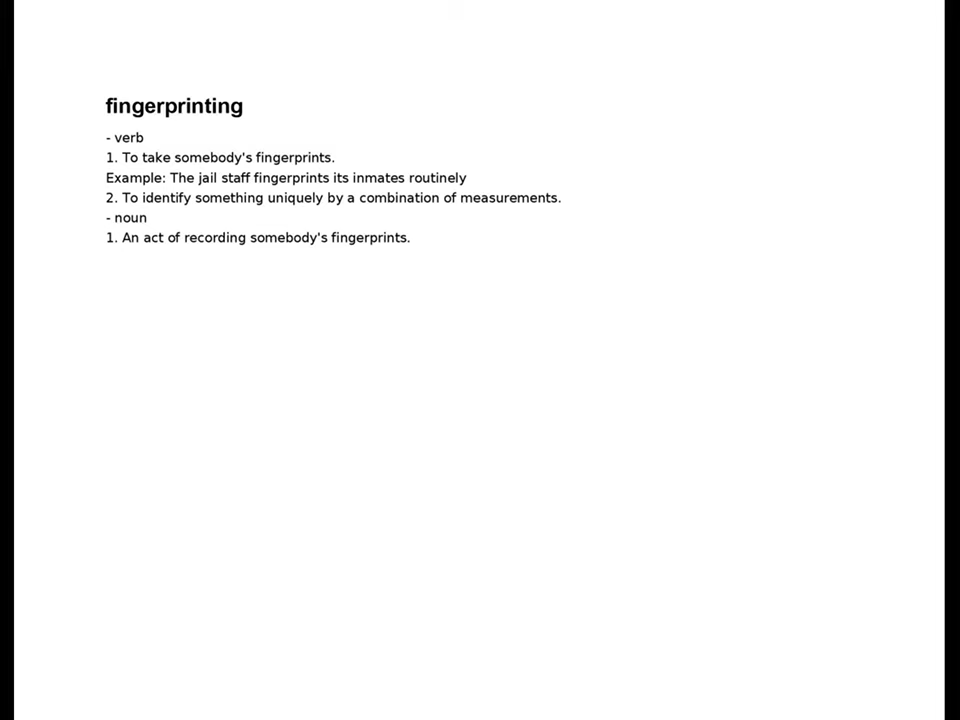 fingerprinting
- verb
1. To take somebody's fingerprints.
Example: The jail staff fingerprints its inmates routinely
2. To identify something uniquely by a combination of measurements.
- noun
1. An act of recording somebody's fingerprints.